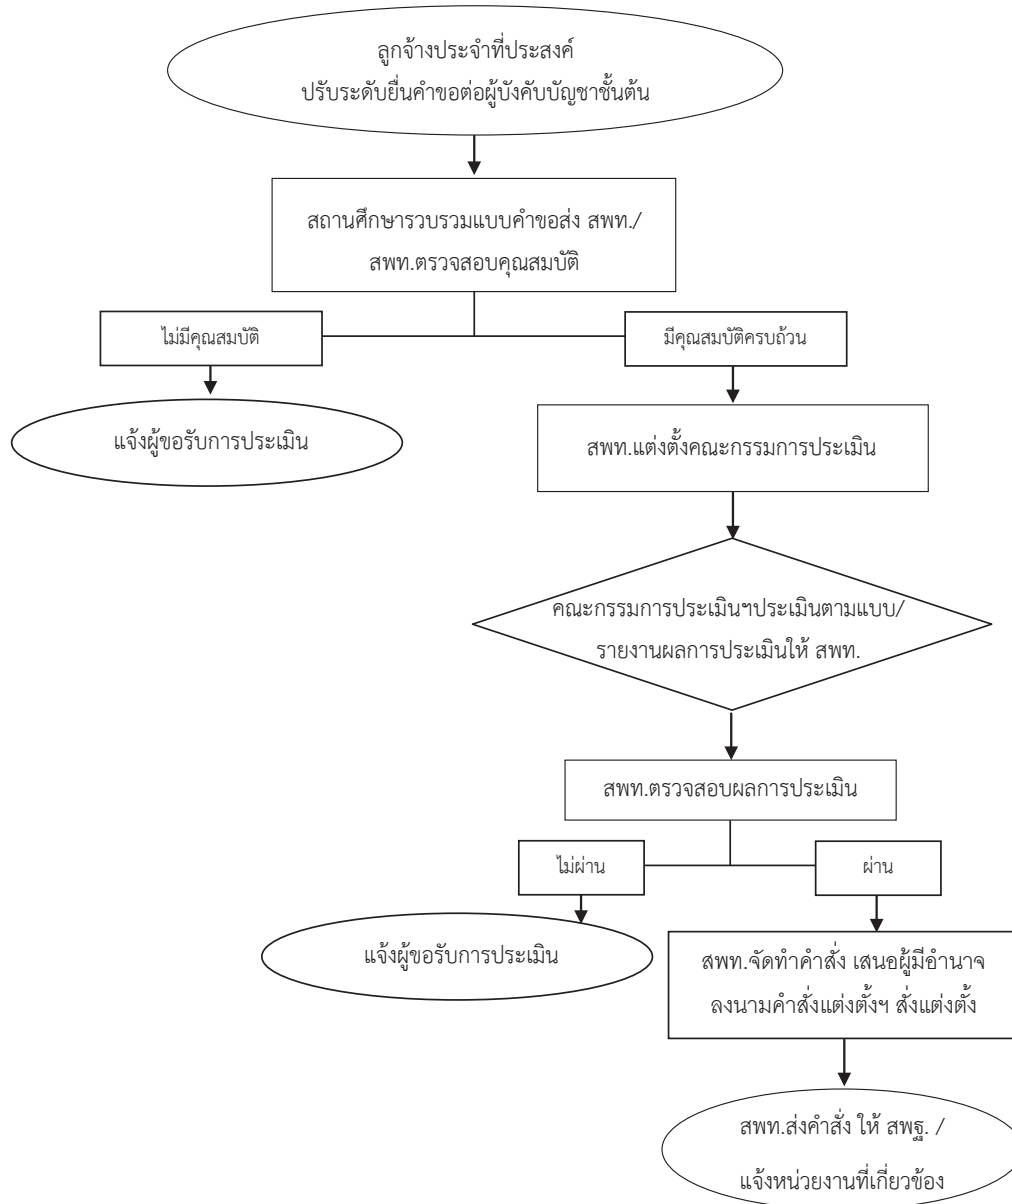 ลูกจ้างประจำที่ประสงค์
ปรับระดับยื่นคำขอต่อผู้บังคับบัญชาชั้นต้น
สถานศึกษารวบรวมแบบคำขอส่ง สพท./
สพท.ตรวจสอบคุณสมบัติ
ไม่มีคุณสมบัติ
มีคุณสมบัติครบถ้วน
แจ้งผู้ขอรับการประเมิน
สพท.แต่งตั้งคณะกรรมการประเมิน
คณะกรรมการประเมินฯประเมินตามแบบ/
รายงานผลการประเมินให้ สพท.
สพท.ตรวจสอบผลการประเมิน
ไม่ผ่าน
ผ่าน
แจ้งผู้ขอรับการประเมิน
สพท.จัดทำคำสั่ง เสนอผู้มีอำนาจ
ลงนามคำสั่งแต่งตั้งฯ สั่งแต่งตั้ง
สพท.ส่งคำสั่ง ให้ สพฐ. /
แจ้งหน่วยงานที่เกี่ยวข้อง